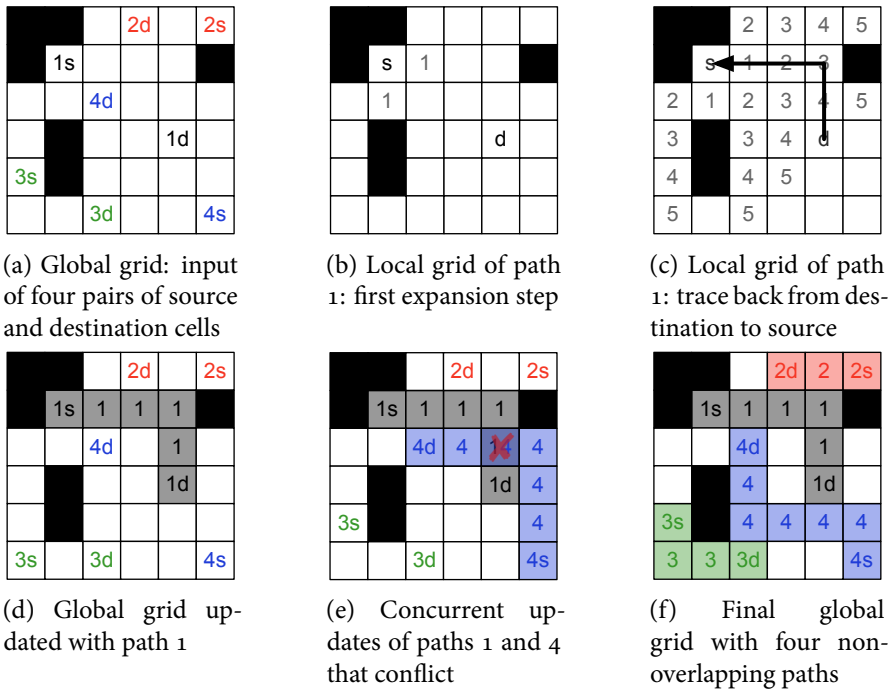 2d 2s
1s
4d
1d
3s
3d 4s
(a) Global grid: input
of four pairs of source
and destination cells
s 1
1
d
(b) Local grid of path
1: first expansion step
2 3 4 5
s 1 2 3
2 1 2 3 4 5
3 3 4 d
4 4 5
5 5
(c) Local grid of path
1: trace back from des-
tination to source
2d 2s
1s 1 1 1
4d 1
1d
3s 3d 4s
(d) Global grid up-
dated with path 1
2d 2s
1s 1 1 1
4d 4 14 4
1d 4
3s 4
3d 4s
(e) Concurrent up-
dates of paths 1 and 4
that conflict
2d 2 2s
1s 1 1 1
4d 1
4 1d
3s 4 4 4 4
3 3 3d 4s
(f) Final global
grid with four non-
overlapping paths